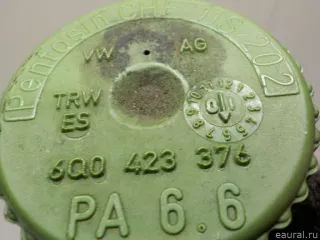 Pentosin CHF 11S/202
VW AG
TRW
ES
6Q0 423 376
PA 6.6
eaural.ru